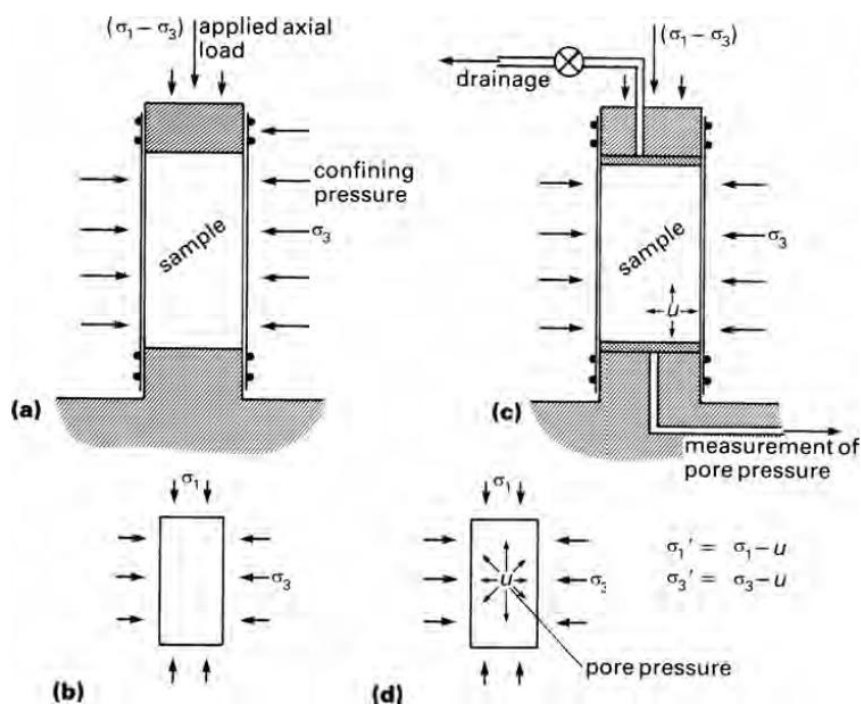 (σ₁ − σ₃) applied axial
load
confining
pressure
σ₃
sample
(a)
(σ₁ − σ₃)
drainage
sample
σ₃
u
(c)
measurement of
pore pressure
σ₁
σ₃
(b)
σ₁
u
σ₃
pore pressure
(d)
σ₁′ = σ₁ − u
σ₃′ = σ₃ − u